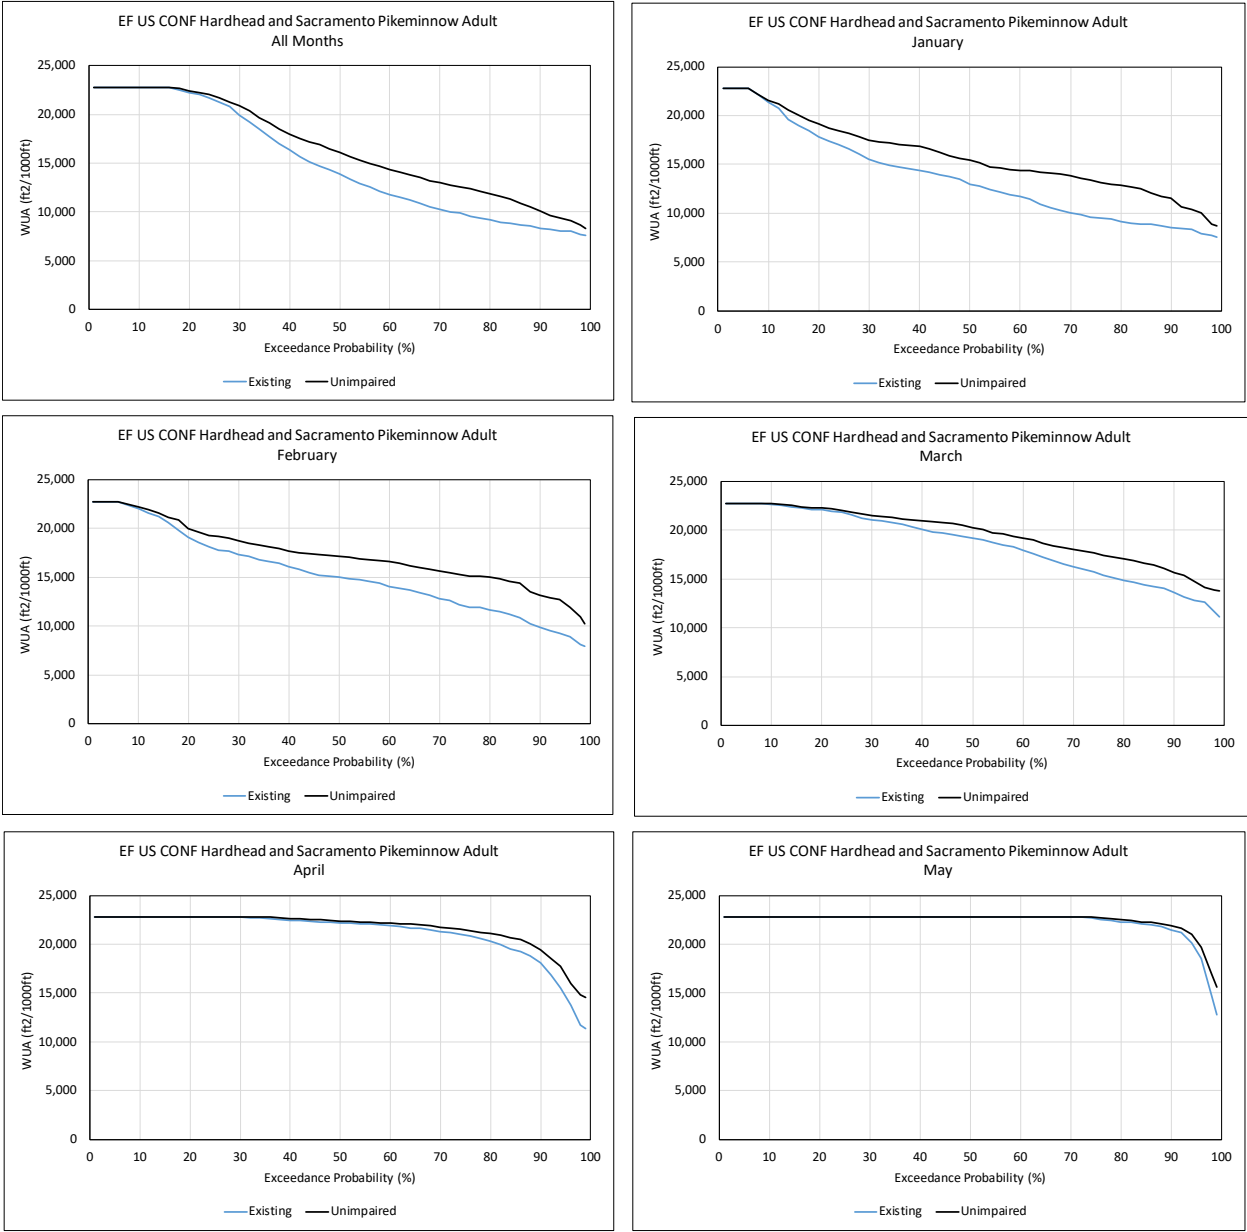 EF US CONF Hardhead and Sacramento Pikeminnow Adult
All Months
25,000
20,000
15,000
10,000
5,000
0
WUA (ft2/1000ft)
0 10 20 30 40 50 60 70 80 90 100
Exceedance Probability (%)
Existing Unimpaired
EF US CONF Hardhead and Sacramento Pikeminnow Adult
January
25,000
20,000
15,000
10,000
5,000
0
WUA (ft2/1000ft)
0 10 20 30 40 50 60 70 80 90 100
Exceedance Probability (%)
Existing Unimpaired
EF US CONF Hardhead and Sacramento Pikeminnow Adult
February
25,000
20,000
15,000
10,000
5,000
0
WUA (ft2/1000ft)
0 10 20 30 40 50 60 70 80 90 100
Exceedance Probability (%)
Existing Unimpaired
EF US CONF Hardhead and Sacramento Pikeminnow Adult
March
25,000
20,000
15,000
10,000
5,000
0
WUA (ft2/1000ft)
0 10 20 30 40 50 60 70 80 90 100
Exceedance Probability (%)
Existing Unimpaired
EF US CONF Hardhead and Sacramento Pikeminnow Adult
April
25,000
20,000
15,000
10,000
5,000
0
WUA (ft2/1000ft)
0 10 20 30 40 50 60 70 80 90 100
Exceedance Probability (%)
Existing Unimpaired
EF US CONF Hardhead and Sacramento Pikeminnow Adult
May
25,000
20,000
15,000
10,000
5,000
0
WUA (ft2/1000ft)
0 10 20 30 40 50 60 70 80 90 100
Exceedance Probability (%)
Existing Unimpaired